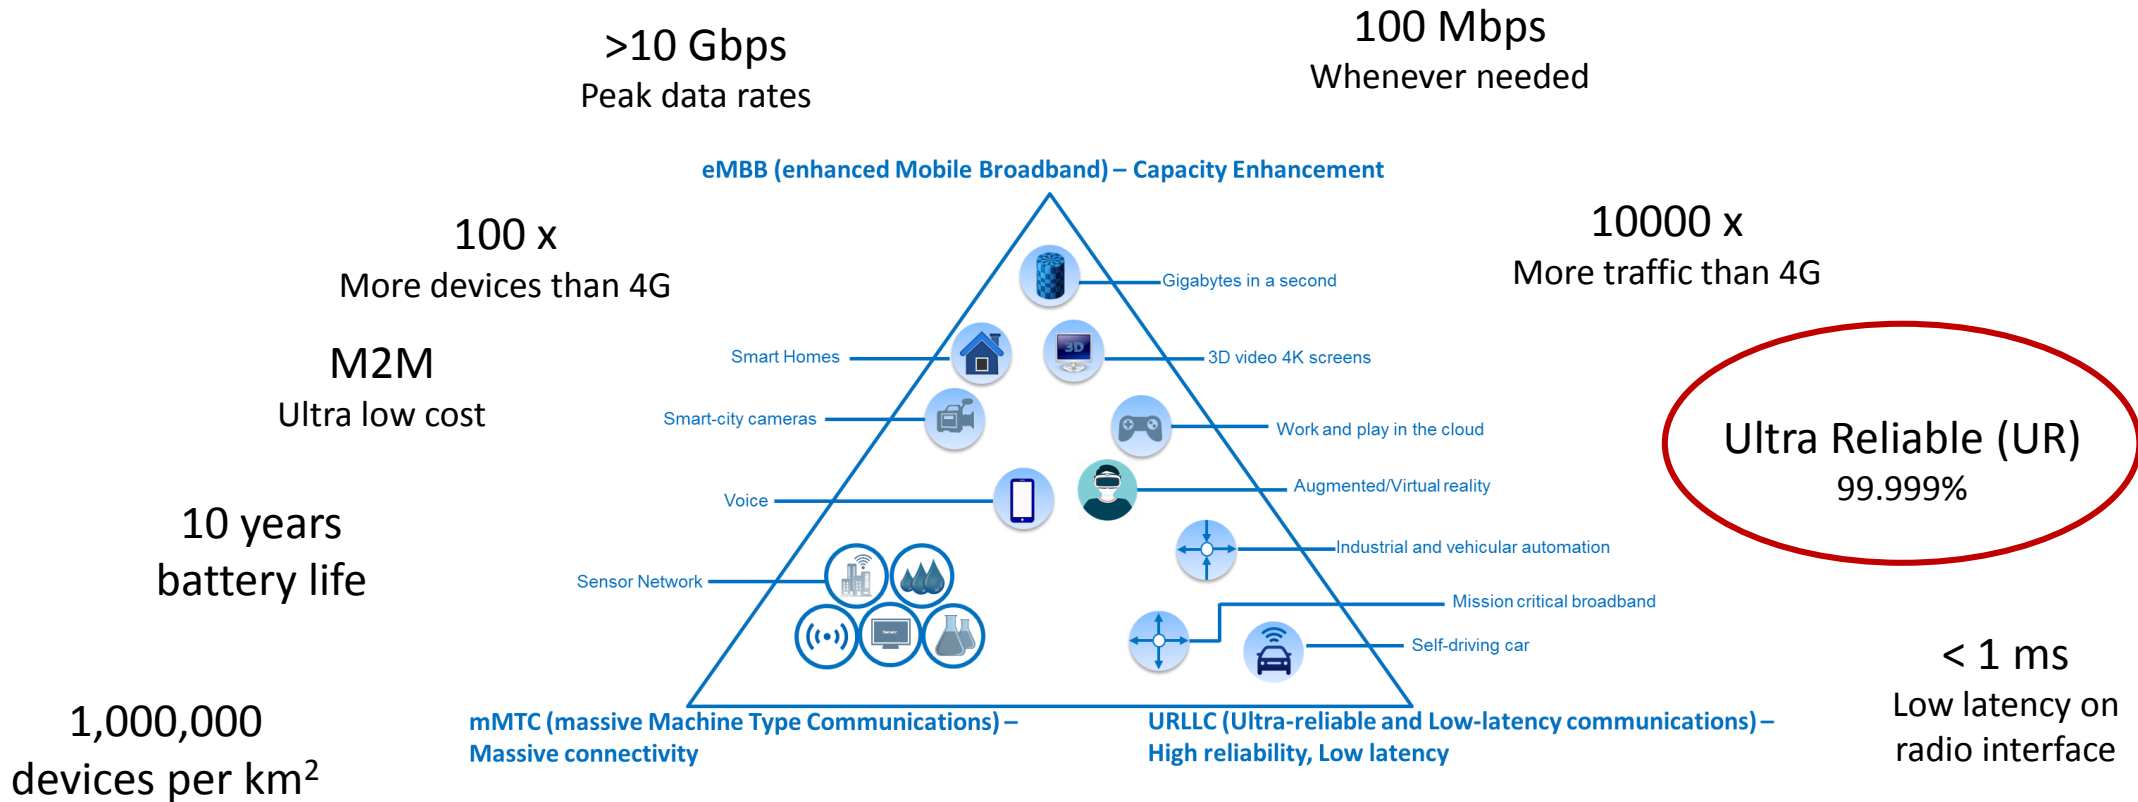 >10 Gbps
Peak data rates
100 Mbps
Whenever needed
eMBB (enhanced Mobile Broadband) – Capacity Enhancement
100 x
More devices than 4G
10000 x
More traffic than 4G
Gigabytes in a second
M2M
Ultra low cost
Smart Homes
3D
3D video 4K screens
Smart-city cameras
Work and play in the cloud
Ultra Reliable (UR)
99.999%
Voice
Augmented/Virtual reality
10 years
battery life
Industrial and vehicular automation
Sensor Network
Mission critical broadband
Self-driving car
< 1 ms
Low latency on
radio interface
1,000,000
devices per km²
mMTC (massive Machine Type Communications) –
Massive connectivity
URLLC (Ultra-reliable and Low-latency communications) –
High reliability, Low latency